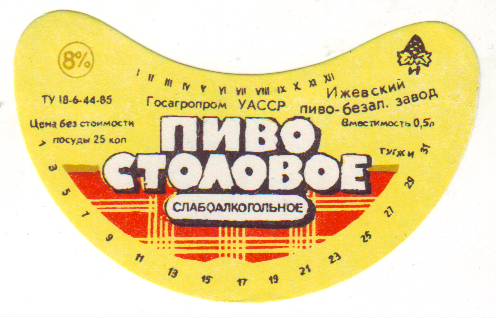 8%
I II III IV V VI VII VIII IX X XI XII
ТУ 18-6-44-85
Госагропром УАССР
Ижевский
пиво-безал. завод
Цена без стоимости
посуды 25 коп
Вместимость 0,5л
ПИВО
СТОЛОВОЕ
СЛАБОАЛКОГОЛЬНОЕ
1 3 5 7 9 11 13 15 17 19 21 23 25 27 29 31